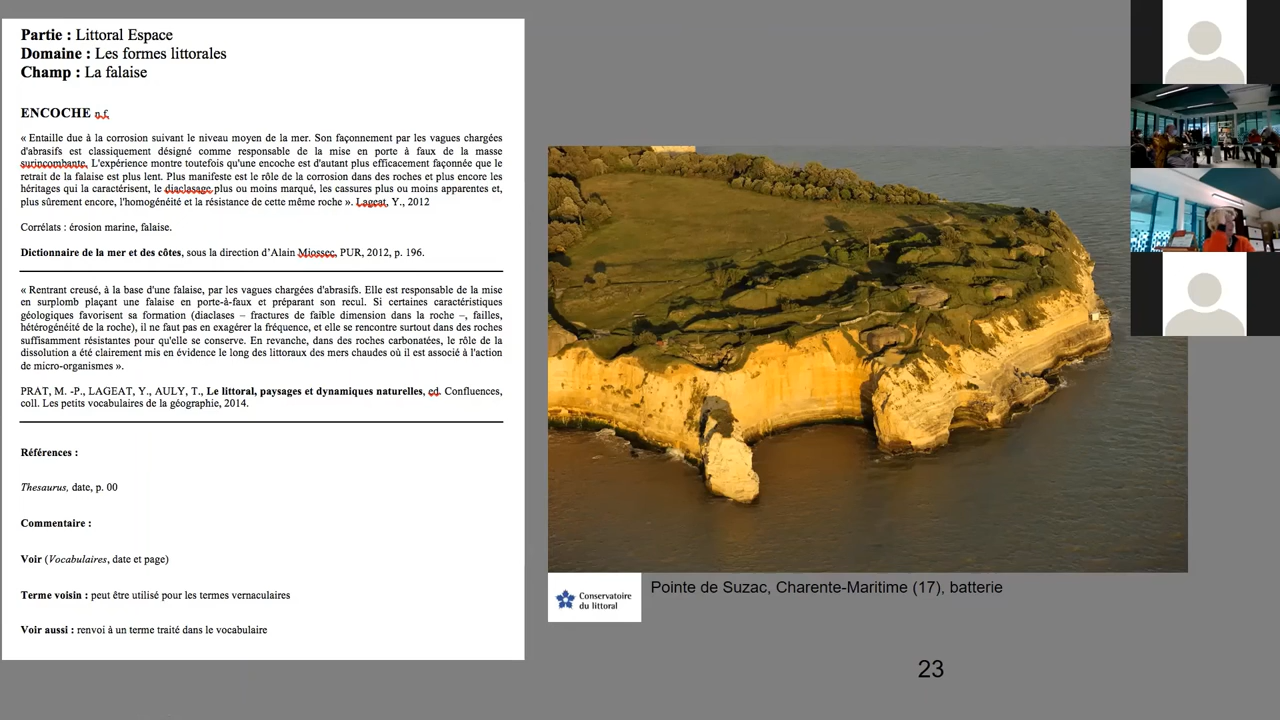 Partie : Littoral Espace
Domaine : Les formes littorales
Champ : La falaise
ENCOCHE n.f.
« Entaille due à la corrosion suivant le niveau moyen de la mer. Son façonnement par les vagues chargées
d'abrasifs est classiquement désigné comme responsable de la mise en porte à faux de la masse
surincombante. L'expérience montre toutefois qu'une encoche est d'autant plus efficacement façonnée que le
retrait de la falaise est plus lent. Plus manifeste est le rôle de la corrosion dans des roches et plus encore les
héritages qui la caractérisent, le diaclasage plus ou moins marqué, les cassures plus ou moins apparentes et,
plus sûrement encore, l'homogénéité et la résistance de cette même roche ». Lageat, Y., 2012
Corrélats : érosion marine, falaise.
Dictionnaire de la mer et des côtes, sous la direction d'Alain Miossec, PUR, 2012, p. 196.
« Rentrant creusé, à la base d'une falaise, par les vagues chargées d'abrasifs. Elle est responsable de la mise
en surplomb plaçant une falaise en porte-à-faux et préparant son recul. Si certaines caractéristiques
géologiques favorisent sa formation (diaclases – fractures de faible dimension dans la roche –, failles,
hétérogénéité de la roche), il ne faut pas en exagérer la fréquence, et elle se rencontre surtout dans des roches
suffisamment résistantes pour qu'elle se conserve. En revanche, dans des roches carbonatées, le rôle de la
dissolution a été clairement mis en évidence le long des littoraux des mers chaudes où il est associé à l'action
de micro-organismes ».
PRAT, M. -P., LAGEAT, Y., AULY, T., Le littoral, paysages et dynamiques naturelles, ed. Confluences,
coll. Les petits vocabulaires de la géographie, 2014.
Références :
Thesaurus, date, p. 00
Commentaire :
Voir (Vocabulaires, date et page)
Terme voisin : peut être utilisé pour les termes vernaculaires
Voir aussi : renvoi à un terme traité dans le vocabulaire
Conservatoire
du littoral
Pointe de Suzac, Charente-Maritime (17), batterie
23